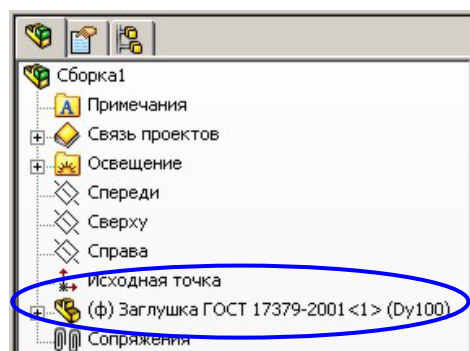 Сборка1
Примечания
Связь проектов
Освещение
Спереди
Сверху
Справа
Исходная точка
(ф) Заглушка ГОСТ 17379-2001<1> (Dy100)
Сопряжения